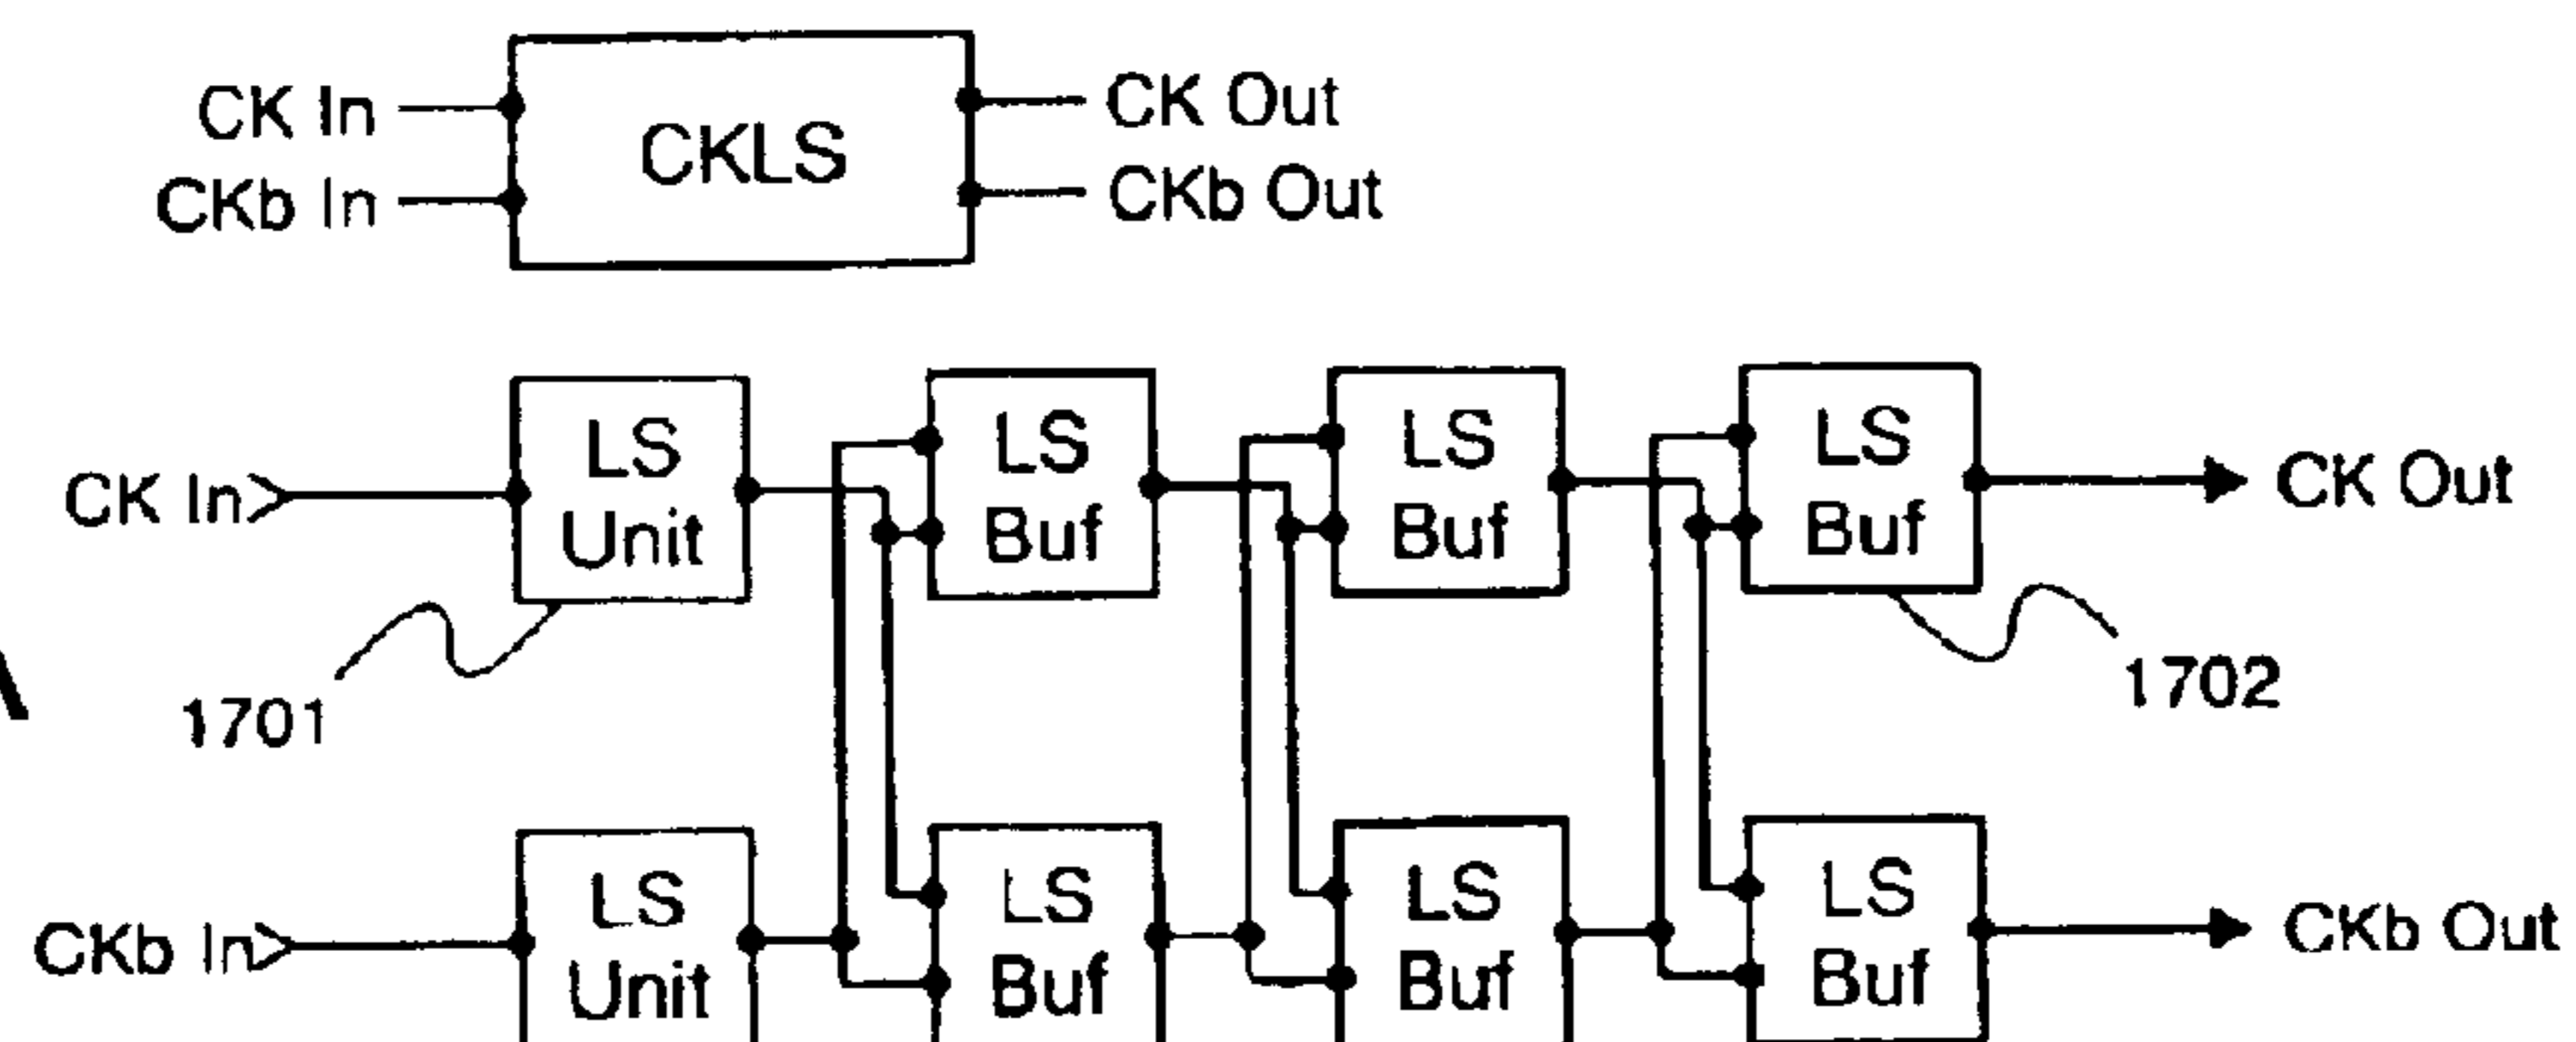 CK In
CKb In
CKLS
CK Out
CKb Out
CK In
LS
Unit
LS
Buf
LS
Buf
LS
Buf
CK Out
1701
1702
CKb In
LS
Unit
LS
Buf
LS
Buf
LS
Buf
CKb Out